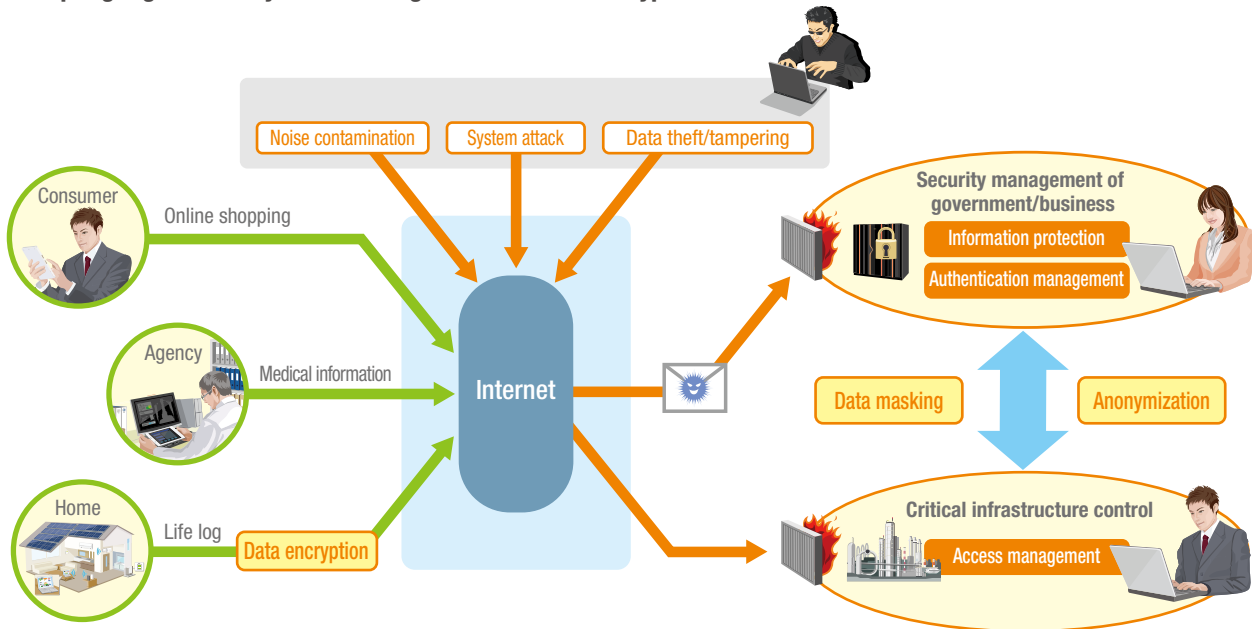 Noise contamination
System attack
Data theft/tampering
Consumer
Online shopping
Security management of
government/business
Information protection
Authentication management
Agency
Medical information
Internet
Data masking
Anonymization
Home
Life log
Data encryption
Critical infrastructure control
Access management